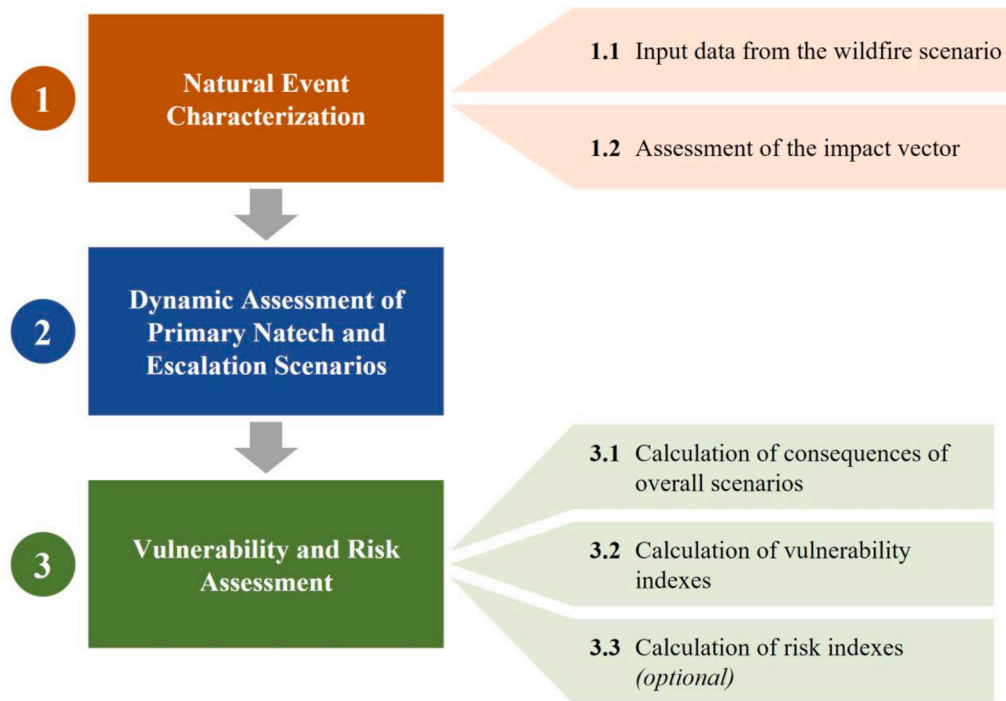 1
Natural Event
Characterization
1.1 Input data from the wildfire scenario
1.2 Assessment of the impact vector
2
Dynamic Assessment of
Primary Natech and
Escalation Scenarios
3
Vulnerability and Risk
Assessment
3.1 Calculation of consequences of
overall scenarios
3.2 Calculation of vulnerability
indexes
3.3 Calculation of risk indexes
(optional)